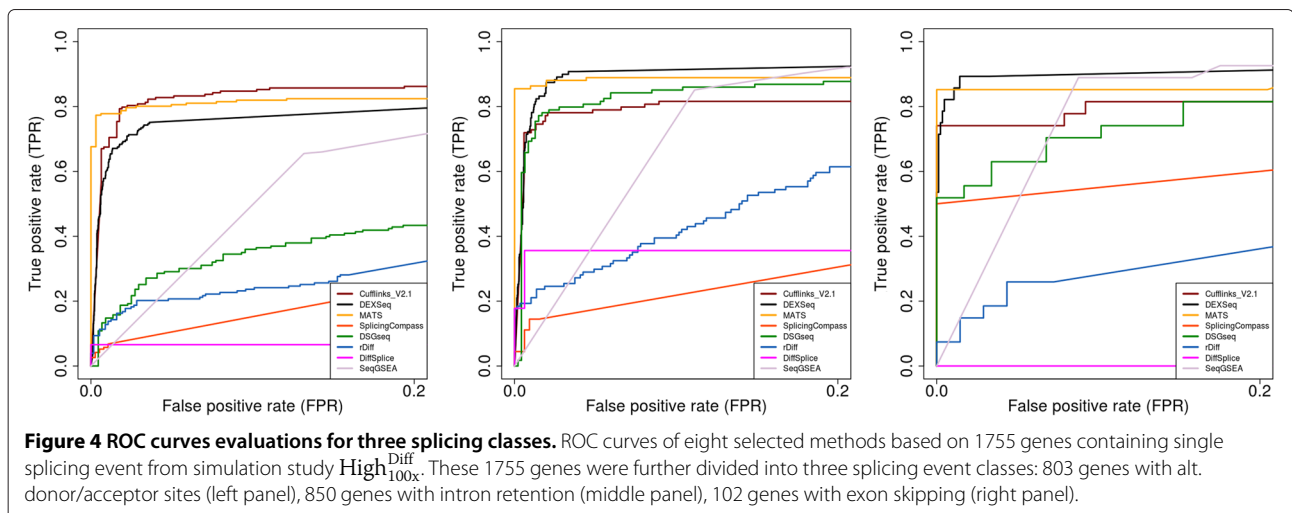 1.0
0.8
0.6
0.4
0.2
0.0
True positive rate (TPR)
Cufflinks_V2.1
DEXSeq
MATS
SplicingCompass
DSGseq
rDiff
DiffSplice
SeqGSEA
0.0
0.2
False positive rate (FPR)
1.0
0.8
0.6
0.4
0.2
0.0
True positive rate (TPR)
Cufflinks_V2.1
DEXSeq
MATS
SplicingCompass
DSGseq
rDiff
DiffSplice
SeqGSEA
0.0
0.2
False positive rate (FPR)
1.0
0.8
0.6
0.4
0.2
0.0
True positive rate (TPR)
Cufflinks_V2.1
DEXSeq
MATS
SplicingCompass
DSGseq
rDiff
DiffSplice
SeqGSEA
0.0
0.2
False positive rate (FPR)
Figure 4 ROC curves evaluations for three splicing classes. ROC curves of eight selected methods based on 1755 genes containing single
splicing event from simulation study High^Diff_100x. These 1755 genes were further divided into three splicing event classes: 803 genes with alt.
donor/acceptor sites (left panel), 850 genes with intron retention (middle panel), 102 genes with exon skipping (right panel).